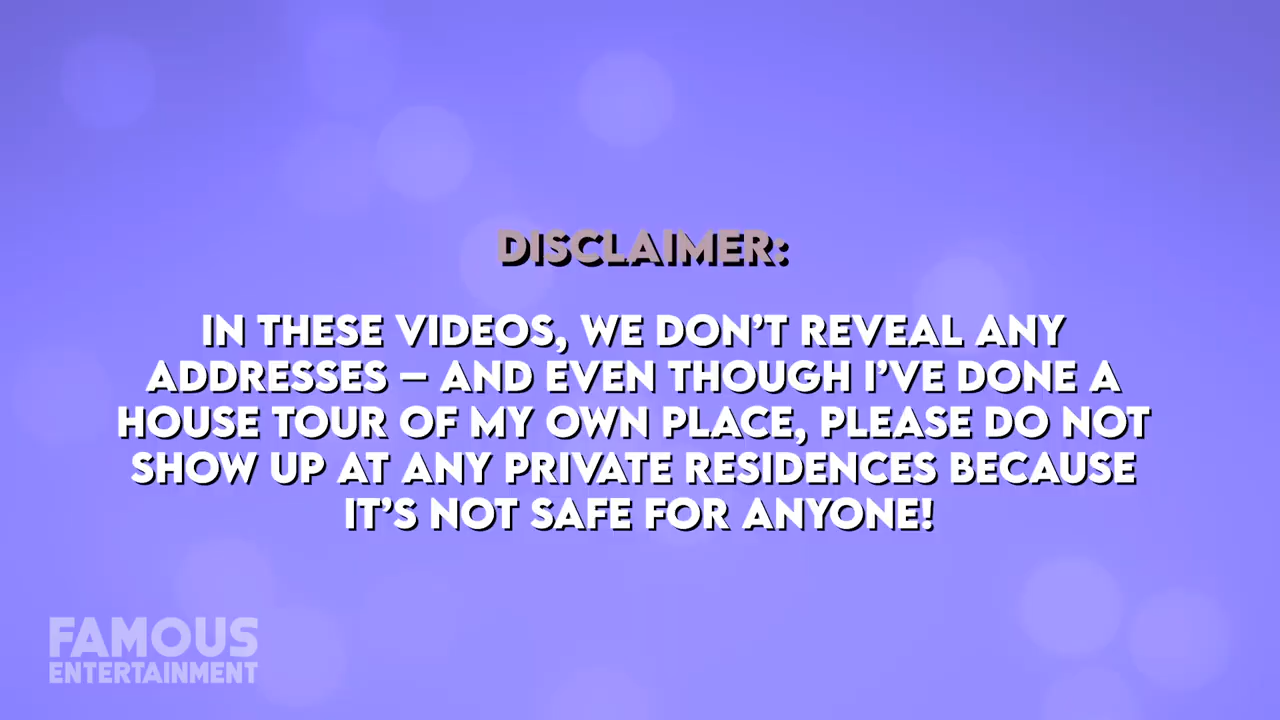 DISCLAIMER:
IN THESE VIDEOS, WE DON'T REVEAL ANY
ADDRESSES – AND EVEN THOUGH I'VE DONE A
HOUSE TOUR OF MY OWN PLACE, PLEASE DO NOT
SHOW UP AT ANY PRIVATE RESIDENCES BECAUSE
IT'S NOT SAFE FOR ANYONE!
FAMOUS
ENTERTAINMENT